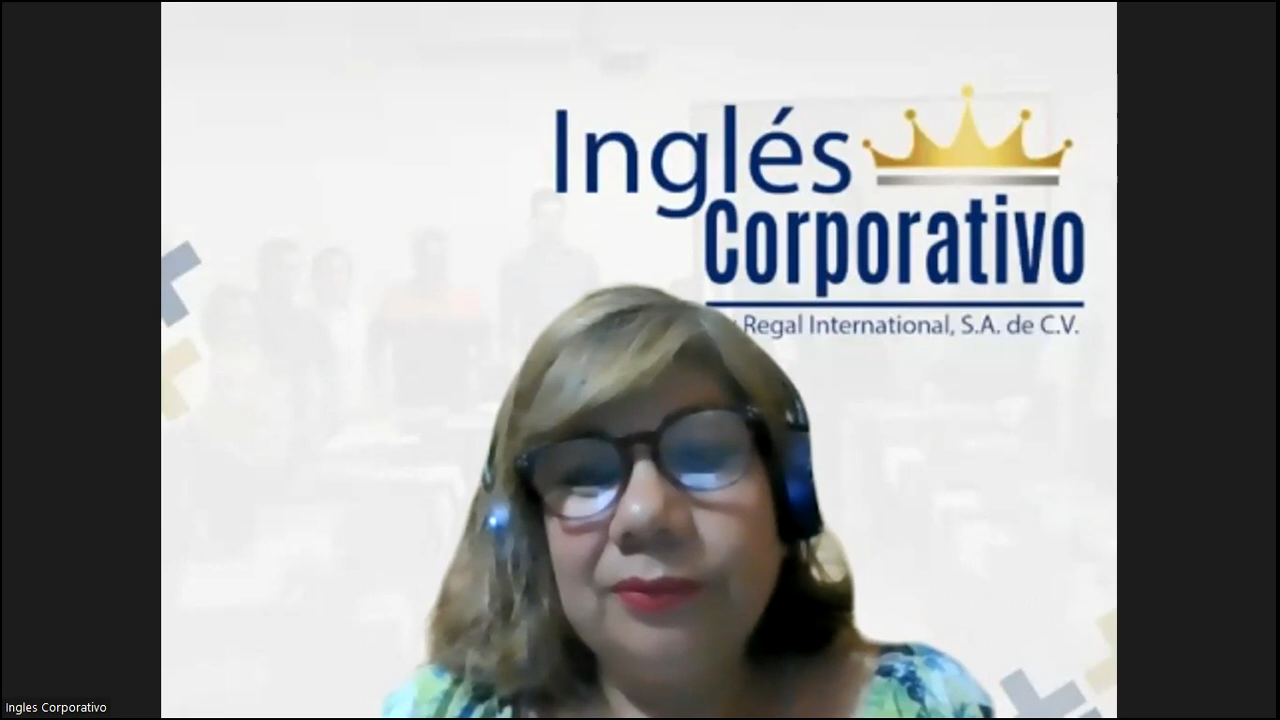 Inglés
Corporativo
Regal International, S.A. de C.V.
Ingles Corporativo